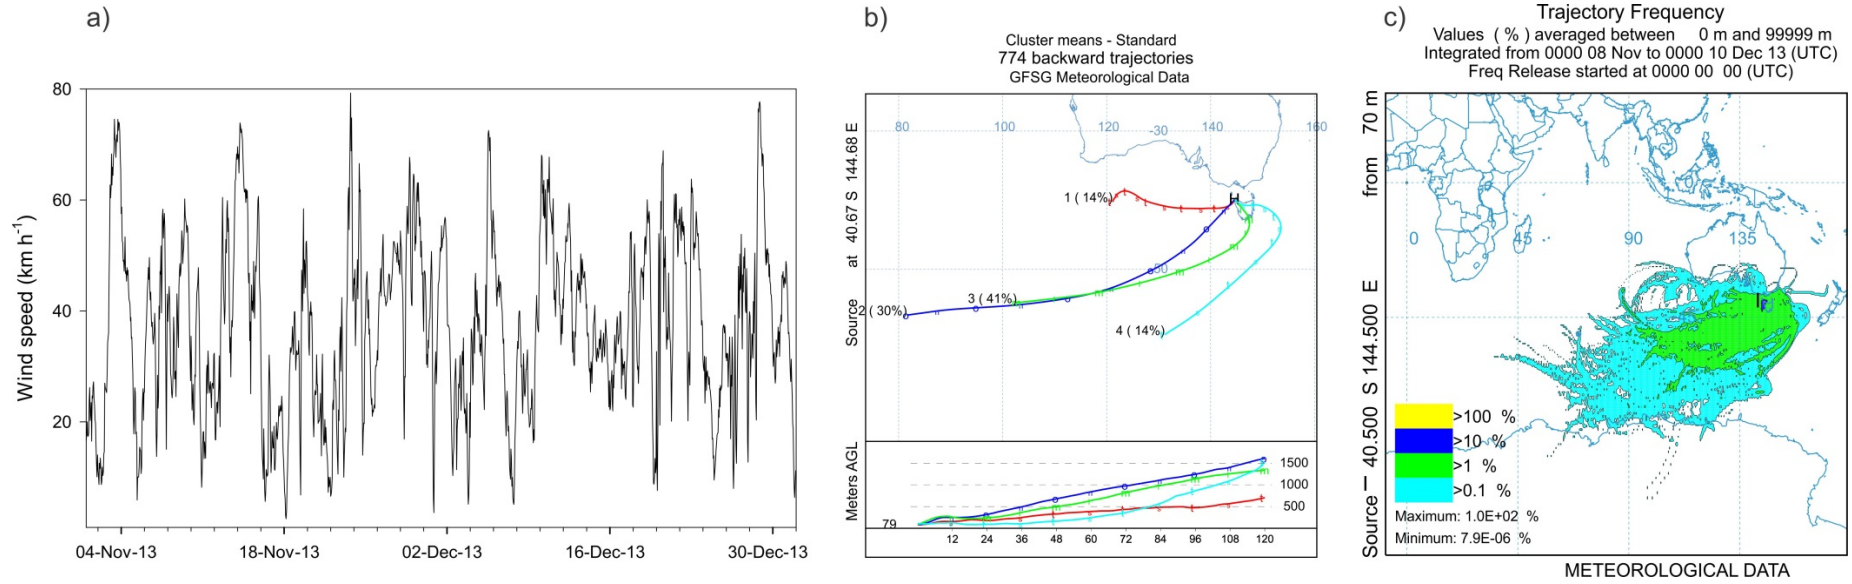 a)
Wind speed (km h-1)
80
60
40
20
04-Nov-13 18-Nov-13 02-Dec-13 16-Dec-13 30-Dec-13
b)
Cluster means - Standard
774 backward trajectories
GFSG Meteorological Data
Source at 40.67 S 144.68 E
80 100 120 -30 140 160
1 ( 14%)
2 ( 30%)
3 ( 41%)
4 ( 14%)
Meters AGL
1500
1000
500
79
12 24 36 48 60 72 84 96 108 120
c)
Trajectory Frequency
Values ( % ) averaged between 0 m and 99999 m
Integrated from 0000 08 Nov to 0000 10 Dec 13 (UTC)
Freq Release started at 0000 00 00 (UTC)
Source I 40.500 S 144.500 E from 70 m
0 45 90 135
>100 %
>10 %
>1 %
>0.1 %
Maximum: 1.0E+02 %
Minimum: 7.9E-06 %
METEOROLOGICAL DATA